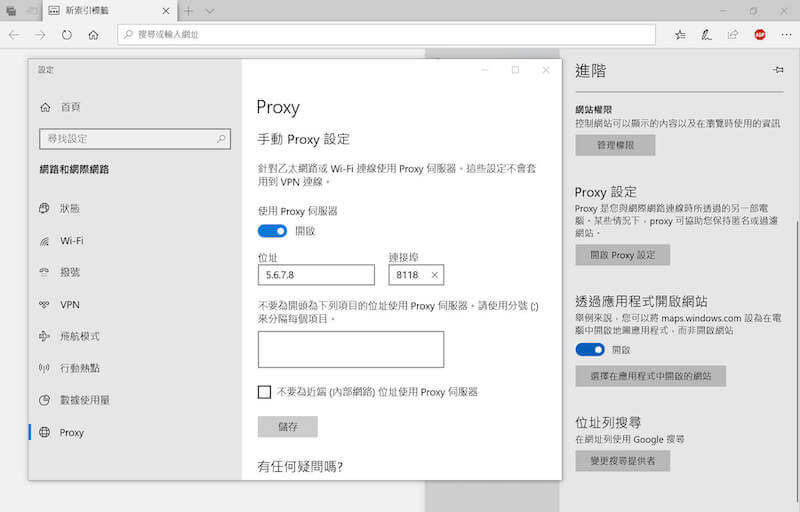 新索引標籤
搜尋或輸入網址
ABP
設定
首頁
尋找設定
網路和網際網路
狀態
Wi-Fi
撥號
VPN
飛航模式
行動熱點
數據使用量
Proxy
Proxy
手動 Proxy 設定
針對乙太網路或 Wi-Fi 連線使用 Proxy 伺服器。這些設定不會套
用到 VPN 連線。
使用 Proxy 伺服器
開啟
位址
連接埠
5.6.7.8
8118
不要為開頭為下列項目的位址使用 Proxy 伺服器。請使用分號 (;)
來分隔每個項目。
不要為近端 (內部網路) 位址使用 Proxy 伺服器
儲存
有任何疑問嗎?
進階
網站權限
控制網站可以顯示的內容以及在瀏覽時使用的資訊
管理權限
Proxy 設定
Proxy 是您與網際網路連線時所透過的另一部電
腦。某些情況下，proxy 可協助您保持匿名或過濾
網站。
開啟 Proxy 設定
透過應用程式開啟網站
舉例來說，您可以將 maps.windows.com 設為在電
腦中開啟地圖應用程式，而非開啟網站
開啟
選擇在應用程式中開啟的網站
位址列搜尋
在網址列使用 Google 搜尋
變更搜尋提供者